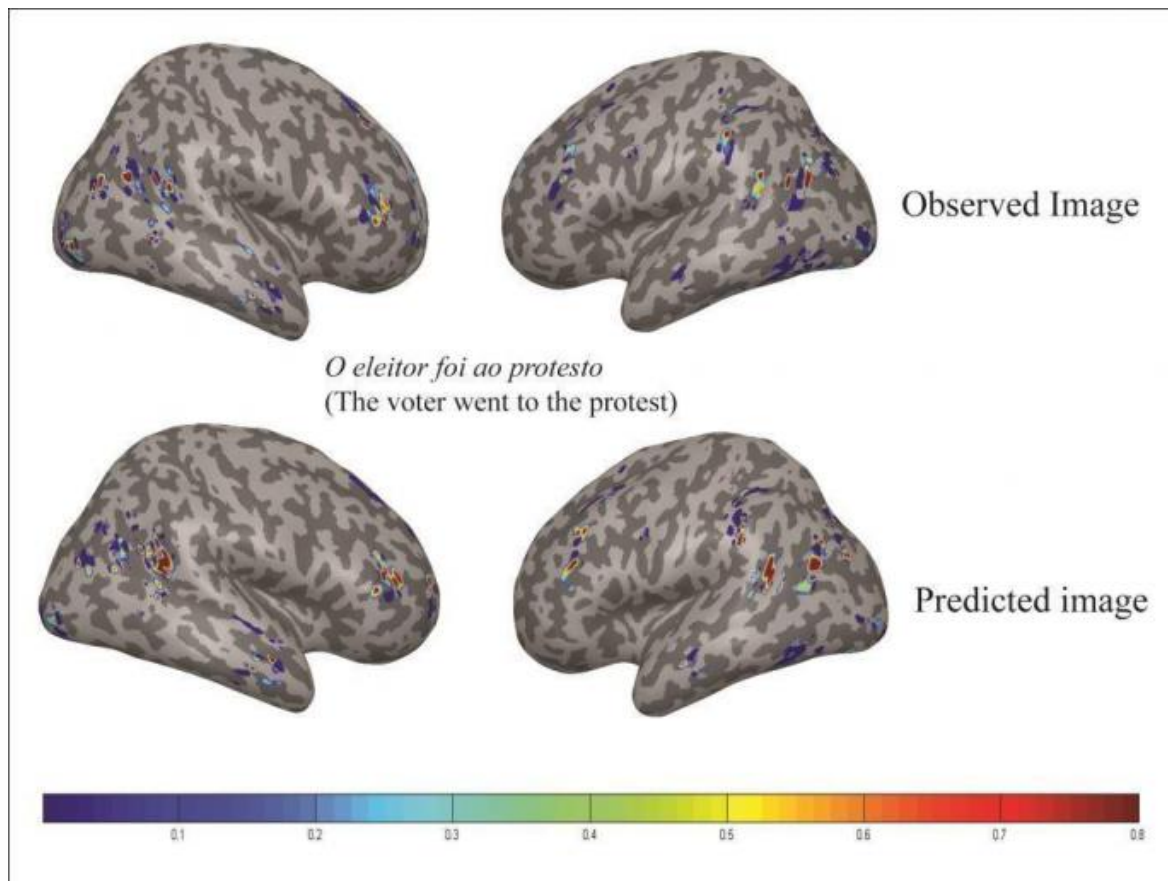 Observed Image
O eleitor foi ao protesto
(The voter went to the protest)
Predicted image
0.1 0.2 0.3 0.4 0.5 0.6 0.7 0.8